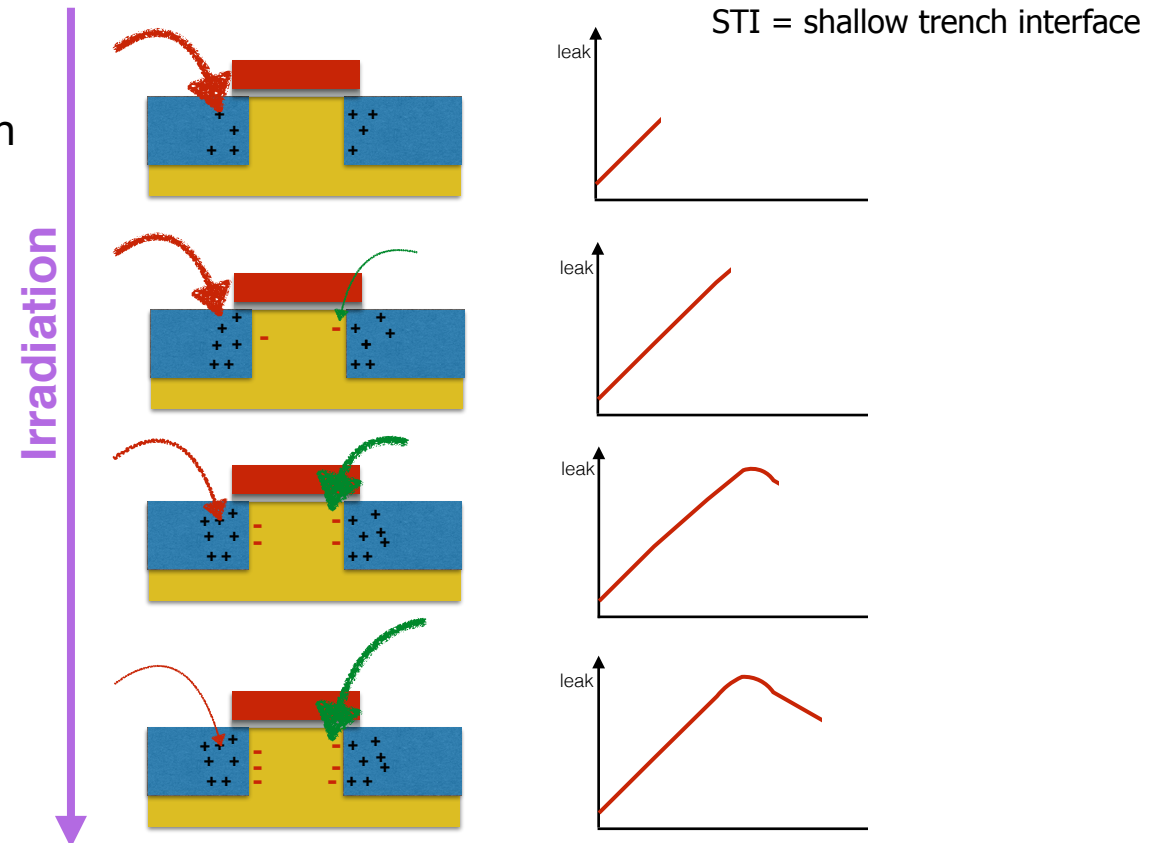 STI = shallow trench interface
leak
n
Irradiation
leak
leak
leak